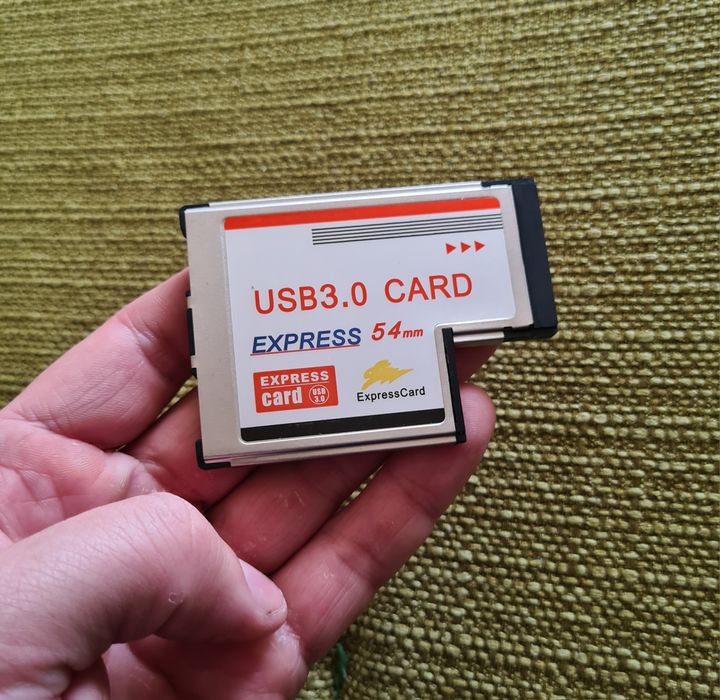 USB3.0 CARD
EXPRESS 54mm
EXPRESS
card USB 3.0
ExpressCard